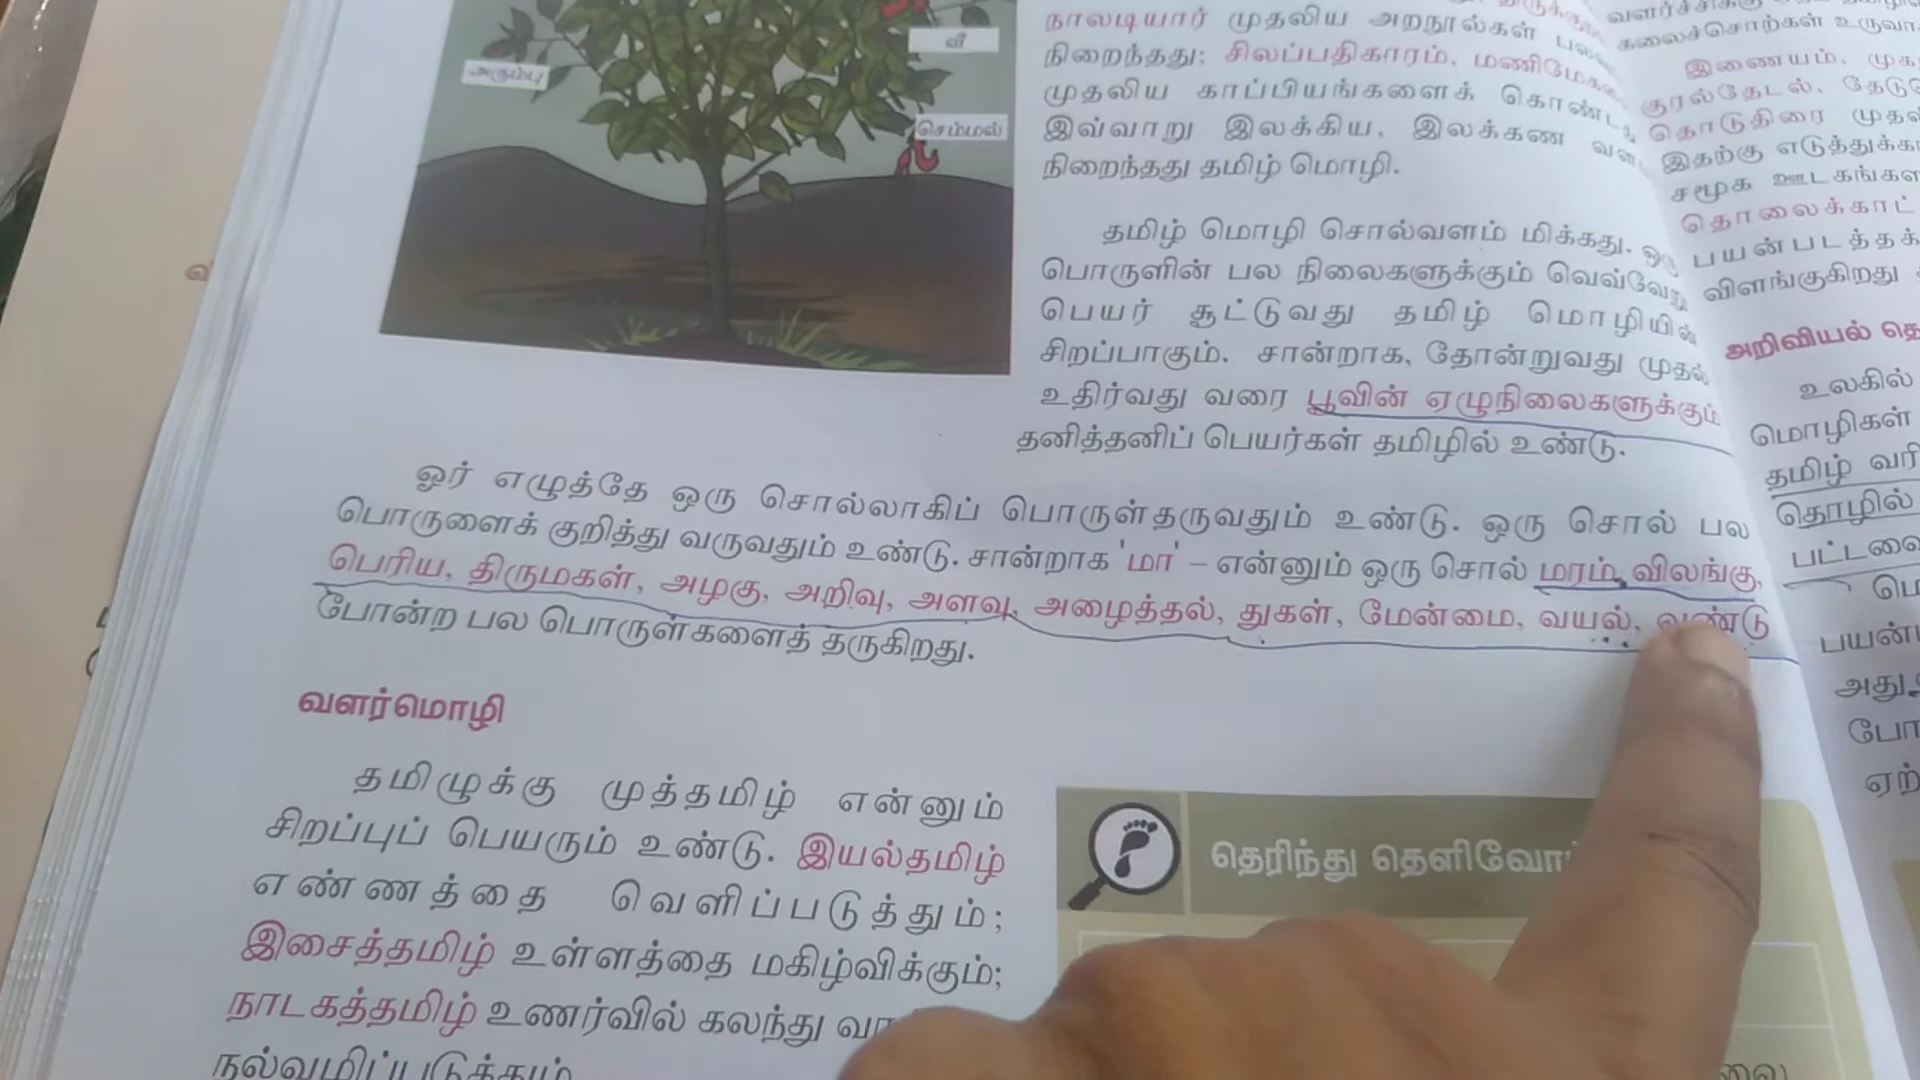 வீ
அரும்பு
செம்மல்
நாலடியார் முதலிய அறநூல்கள்
நிறைந்தது; சிலப்பதிகாரம்,
முதலிய காப்பியங்களைக்
இவ்வாறு இலக்கிய, இலக்கண
நிறைந்தது தமிழ் மொழி.
தமிழ் மொழி சொல்வளம் மிக்கது. ஒரு
பொருளின் பல நிலைகளுக்கும் வெவ்வேறு
பெயர் சூட்டுவது தமிழ் மொழியின்
சிறப்பாகும். சான்றாக, தோன்றுவது முதல்
உதிர்வது வரை பூவின் ஏழுநிலைகளுக்கும்
தனித்தனிப் பெயர்கள் தமிழில் உண்டு.
ஓர் எழுத்தே ஒரு சொல்லாகிப் பொருள்தருவதும் உண்டு. ஒரு சொல் பல
பொருளைக் குறித்து வருவதும் உண்டு. சான்றாக 'மா' – என்னும் ஒரு சொல் மரம், விலங்கு,
பெரிய, திருமகள், அழகு, அறிவு, அளவு, அழைத்தல், துகள், மேன்மை, வயல், வண்டு
போன்ற பல பொருள்களைத் தருகிறது.
வளர்மொழி
தமிழுக்கு முத்தமிழ் என்னும்
சிறப்புப் பெயரும் உண்டு. இயல்தமிழ்
எண்ணத்தை வெளிப்படுத்தும்;
இசைத்தமிழ் உள்ளத்தை மகிழ்விக்கும்;
நாடகத்தமிழ் உணர்வில் கலந்து
தெரிந்து
கலைச்சொற்கள்
இணையம்,
குரல்தேடல்,
தொடுதிரை
இதற்கு
சமூக ஊடகங்கள்
விளங்குகிறது
அறிவியல்
உலகில்
மொழிகள்
தமிழ்
தொழில்